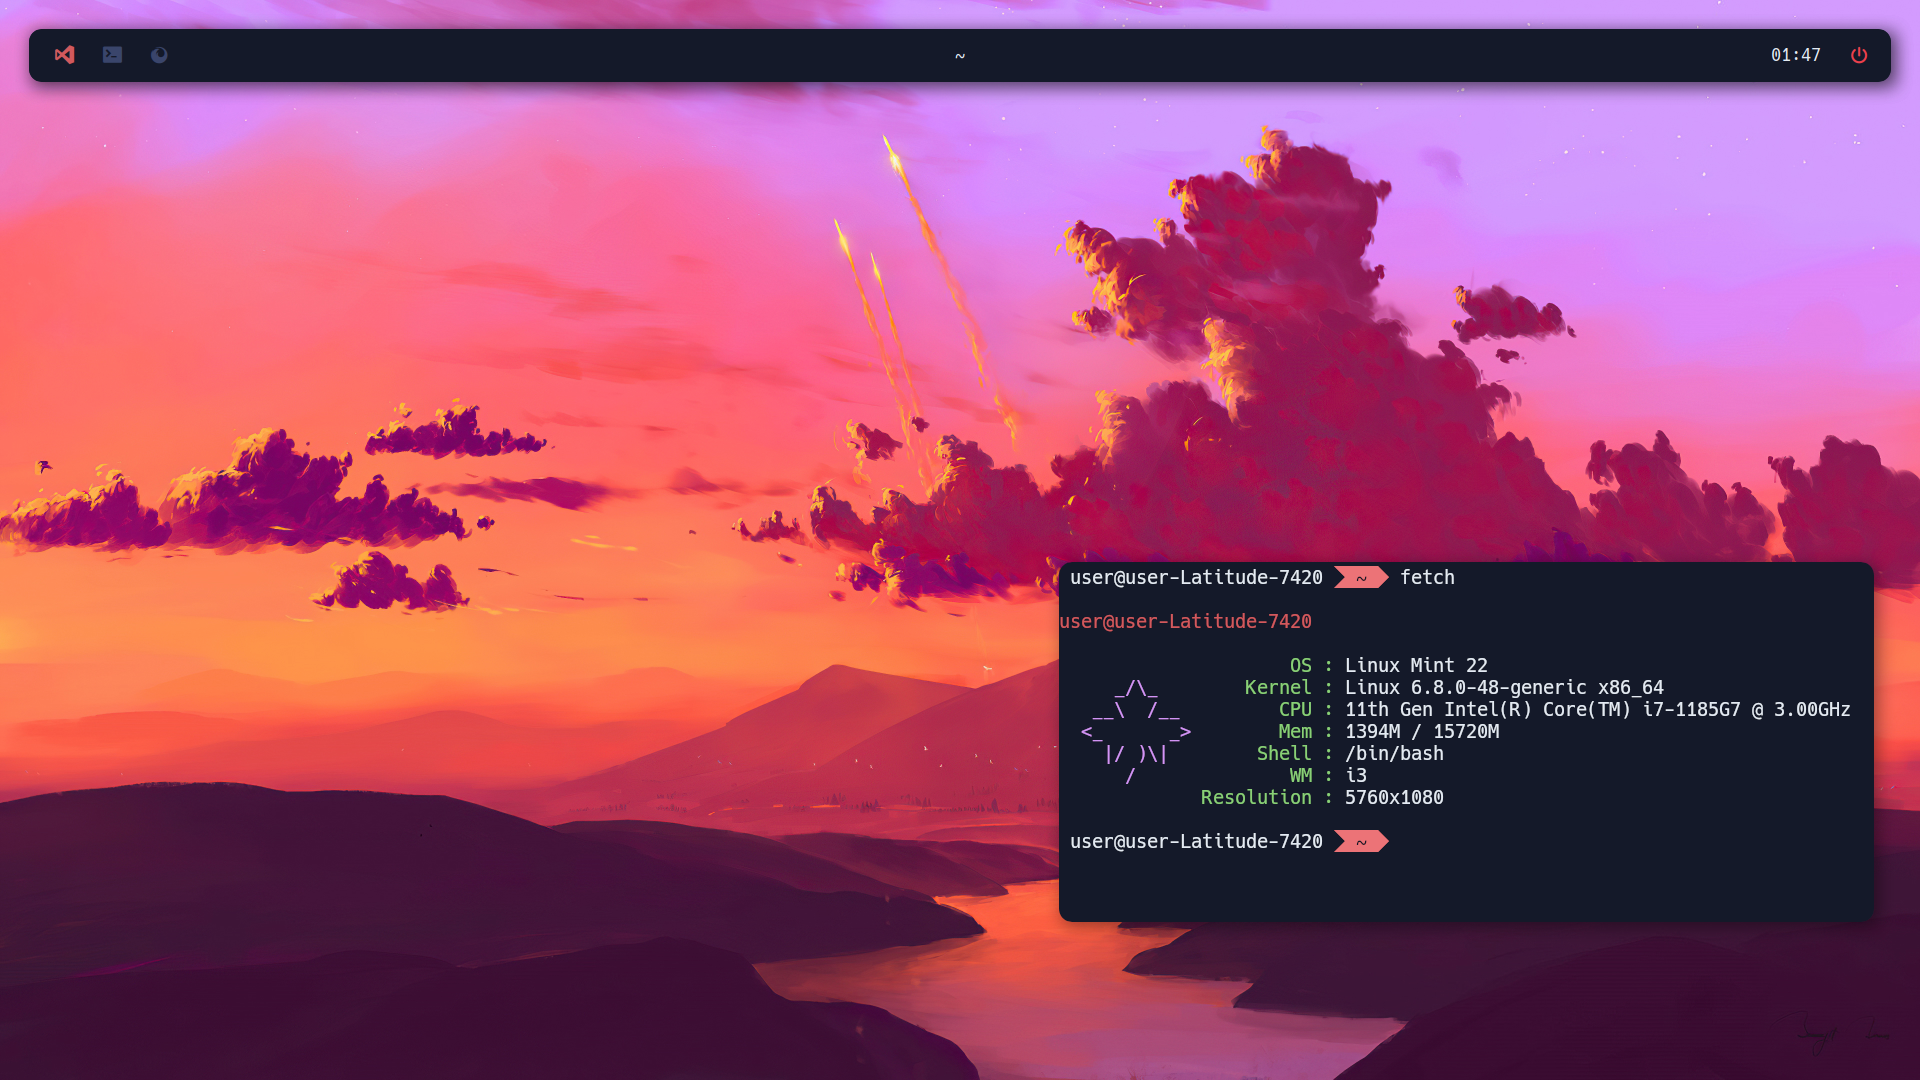 ~
01:47
user@user-Latitude-7420 ~ fetch
user@user-Latitude-7420
OS : Linux Mint 22
Kernel : Linux 6.8.0-48-generic x86_64
CPU : 11th Gen Intel(R) Core(TM) i7-1185G7 @ 3.00GHz
Mem : 1394M / 15720M
Shell : /bin/bash
WM : i3
Resolution : 5760x1080
user@user-Latitude-7420 ~